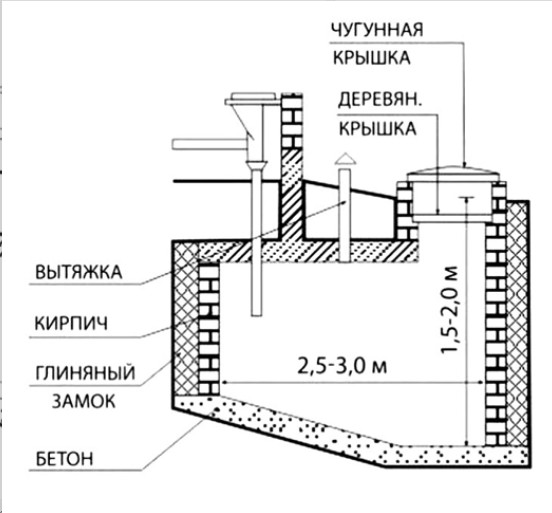 ЧУГУННАЯ
КРЫШКА
ДЕРЕВЯН.
КРЫШКА
ВЫТЯЖКА
КИРПИЧ
ГЛИНЯНЫЙ
ЗАМОК
БЕТОН
2,5-3,0 м
1,5-2,0 м